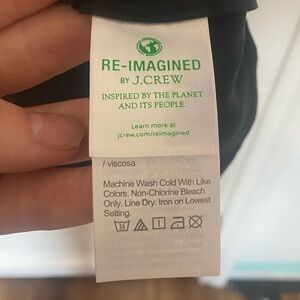 RE-IMAGINED
BY J.CREW
INSPIRED BY THE PLANET
AND ITS PEOPLE.
Learn more at
jcrew.com/reimagined
/ viscosa
Machine Wash Cold With Like
Colors. Non-Chlorine Bleach
Only, Line Dry, Iron on Lowest
Setting.